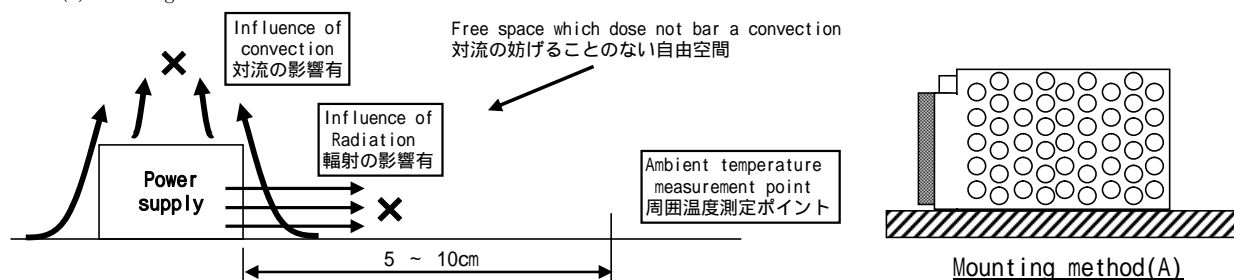 Influence of
convection
対流の影響有
Free space which dose not bar a convection
対流の妨げることのない自由空間
Influence of
Radiation
輻射の影響有
Power
supply
Ambient temperature
measurement point
周囲温度測定ポイント
5 ~ 10cm
Mounting method(A)